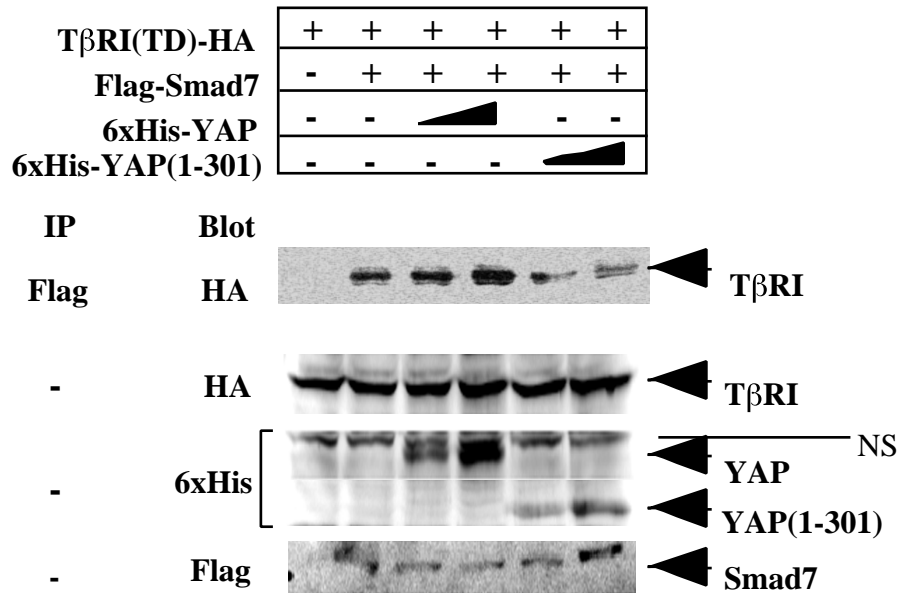 TβRI(TD)-HA + + + + + +
Flag-Smad7 - + + + + +
6xHis-YAP - - - -
6xHis-YAP(1-301) - - - -
IP Blot
Flag HA TβRI
- HA TβRI
NS
6xHis YAP
- YAP(1-301)
- Flag Smad7